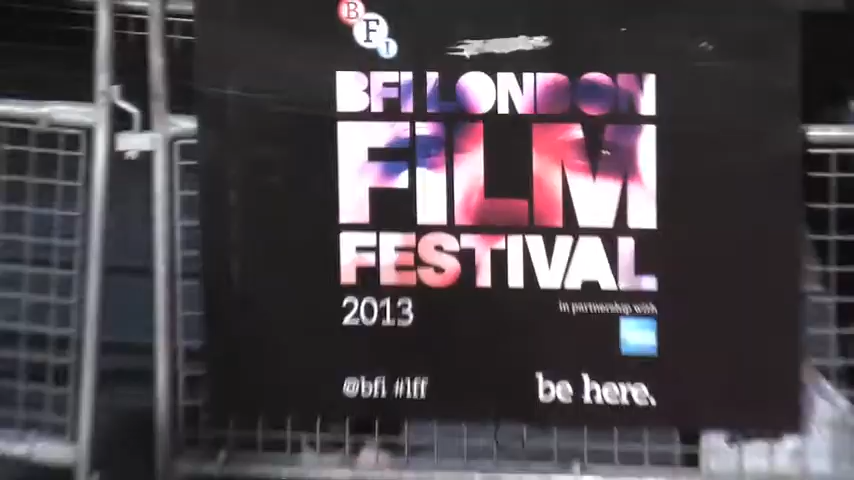 BFI
BFI LONDON
FILM
FESTIVAL
2013
in partnership with
@bfi #lff
be here.